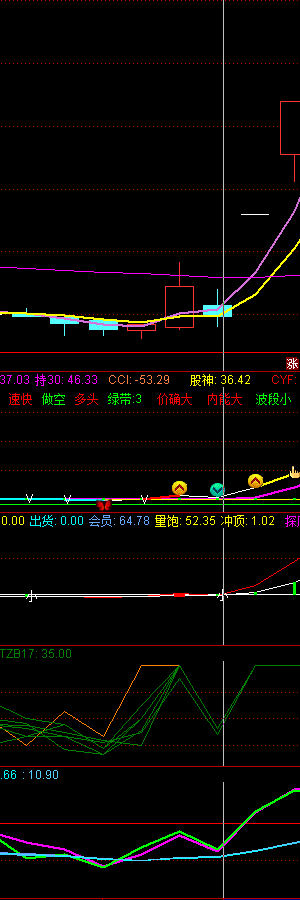 涨
37.03 持30: 46.33 CCI: -53.29 股神: 36.42 CYF:
速快 做空 多头 绿带:3 价确大 内能大 波段小
0.00 出货: 0.00 会员: 64.78 量饱: 52.35 冲顶: 1.02 探
TZB17: 35.00
.66 : 10.90